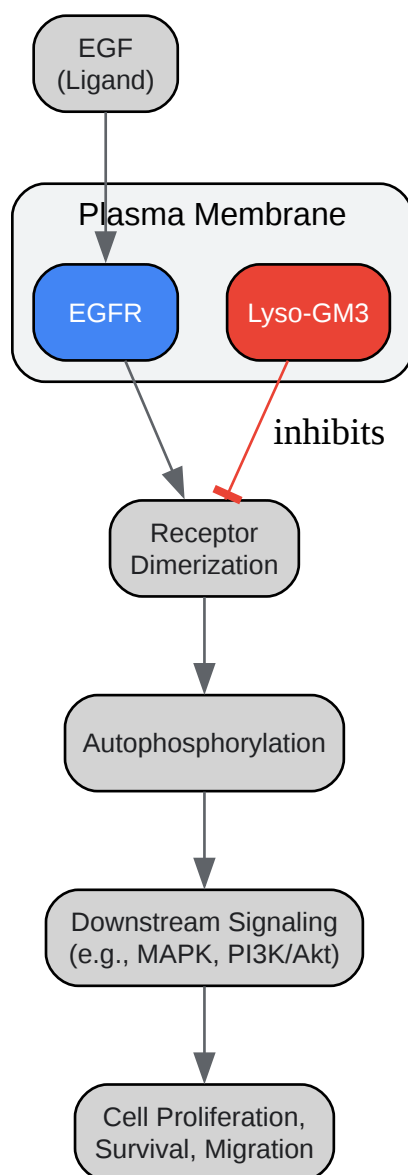 EGF
(Ligand)
Plasma Membrane
EGFR
Lyso-GM3
inhibits
Receptor
Dimerization
Autophosphorylation
Downstream Signaling
(e.g., MAPK, PI3K/Akt)
Cell Proliferation,
Survival, Migration